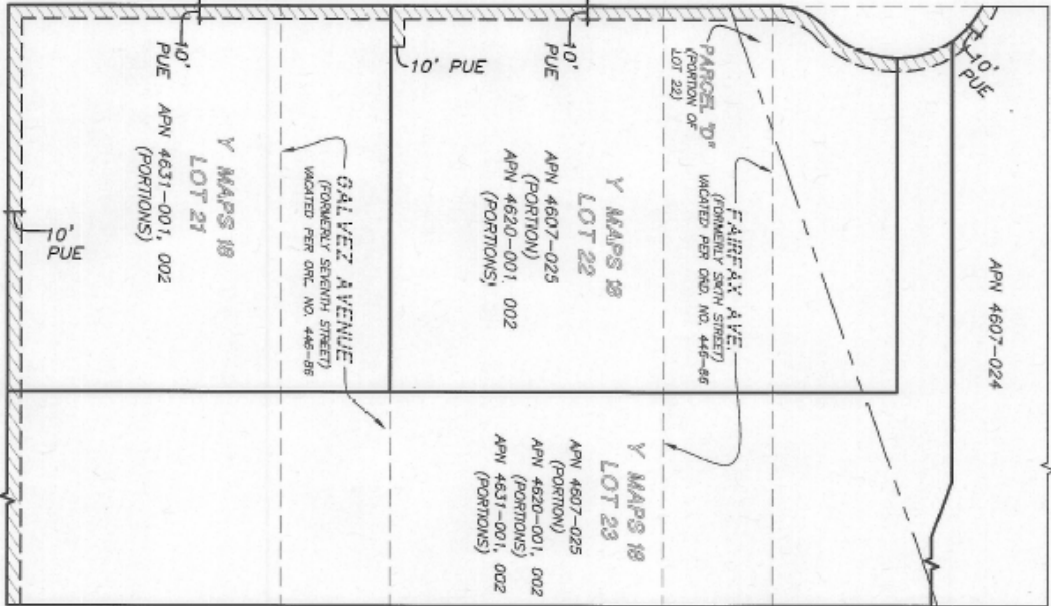 10'
PUE
10' PUE
10'
PUE
10'
PUE
10'
PUE
APN 4607-024
PARCEL "D"
(PORTION OF
LOT 22)
FAIRFAX AVE.
(FORMERLY SIXTH STREET)
VACATED PER ORD. NO. 446-86
Y MAPS 18
LOT 22
APN 4607-025
(PORTION)
APN 4620-001, 002
(PORTIONS)
GALVEZ AVENUE
(FORMERLY SEVENTH STREET)
VACATED PER ORL NO. 446-86
Y MAPS 18
LOT 27
APN 4631-001, 002
(PORTIONS)
Y MAPS 18
LOT 23
APN 4607-025
(PORTION)
APN 4620-001, 002
(PORTIONS)
APN 4631-001, 002
(PORTIONS)